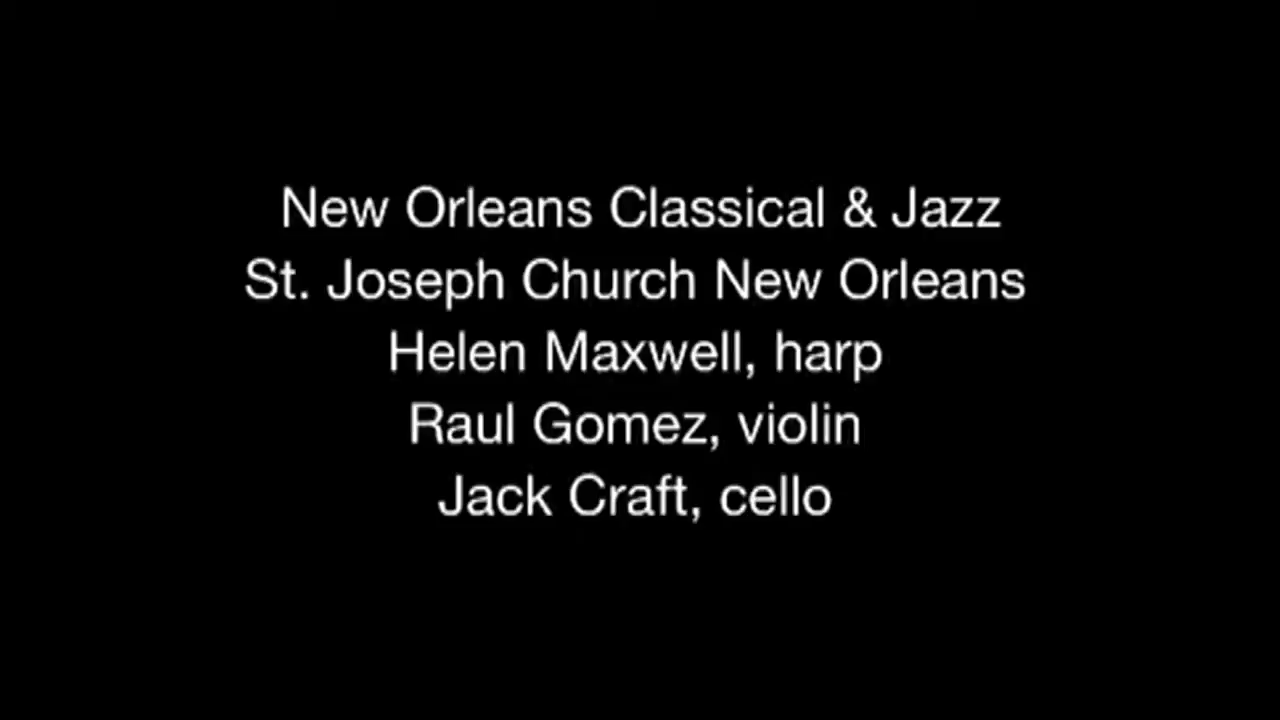 New Orleans Classical & Jazz
St. Joseph Church New Orleans
Helen Maxwell, harp
Raul Gomez, violin
Jack Craft, cello